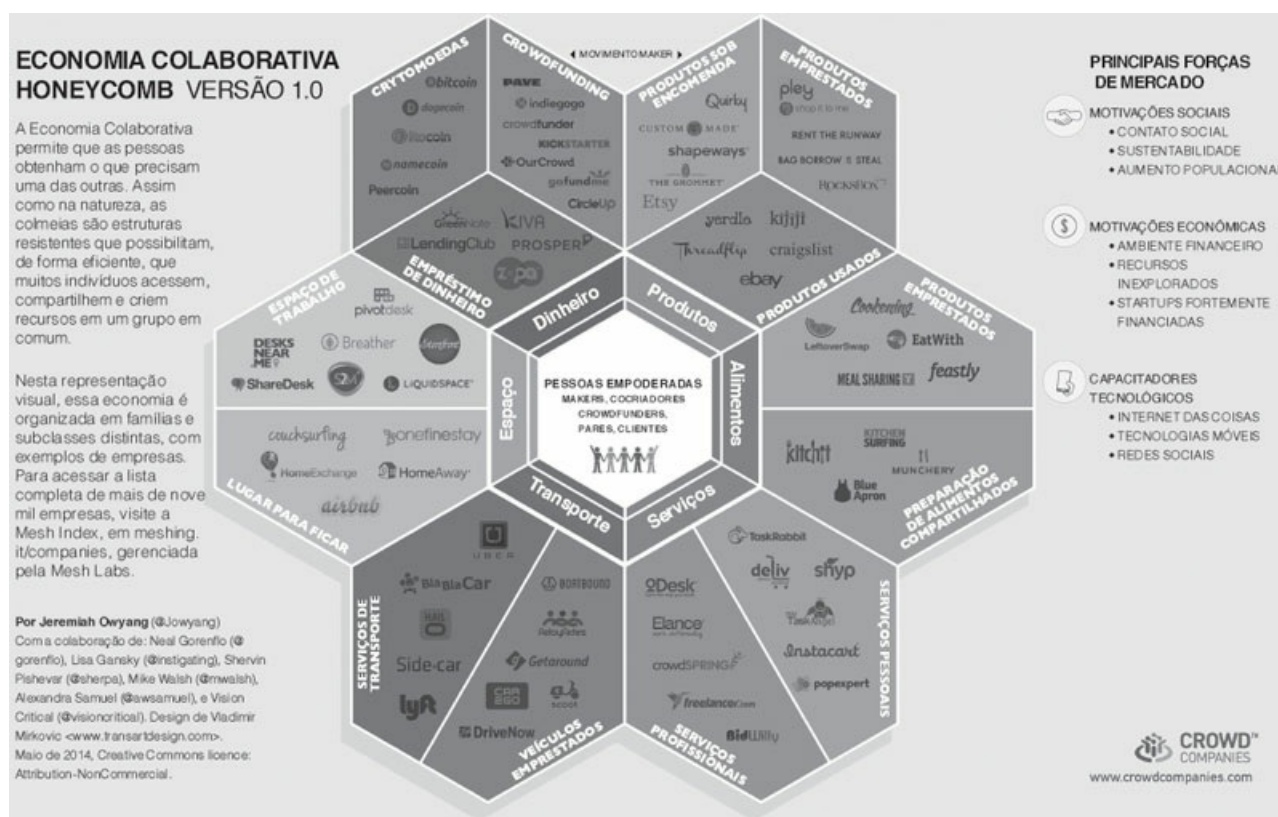 ECONOMIA COLABORATIVA
HONEYCOMB VERSÃO 1.0
A Economia Colaborativa
permite que as pessoas
obtenham o que precisam
uma das outras. Assim
como na natureza, as
colmeias são estruturas
resistentes que possibilitam,
de forma eficiente, que
muitos indivíduos acessem,
compartilhem e criem
recursos em um grupo em
comum.
Nesta representação
visual, essa economia é
organizada em famílias e
subclasses distintas, com
exemplos de empresas.
Para acessar a lista
completa de mais de nove
mil empresas, visite a
Mesh Index, em meshing.
it/companies, gerenciada
pela Mesh Labs.
Por Jeremiah Owyang (@Jowyang)
Com a colaboração de: Neal Gorenflo (@
gorenflo), Lisa Gansky (@instigating), Shervin
Pishevar (@sherpa), Mike Walsh (@mwalsh),
Alexandra Samuel (@awsamuel), e Vision
Critical (@visioncritical). Design de Vladimir
Mirkovic <www.transartdesign.com>.
Maio de 2014, Creative Commons licence:
Attribution-NonCommercial.
MOVIMENTO MAKER
CRYTOMOEDAS
bitcoin
dogecoin
litecoin
namecoin
Peercoin
CROWDFUNDING
PAVE
indiegogo
crowdfunder
KICKSTARTER
OurCrowd
gofundme
CircleUp
EMPRÉSTIMO
DE DINHEIRO
GreenNote
KIVA
LendingClub
PROSPER
zopa
Dinheiro
PRODUTOS SOB
ENCOMENDA
Quirky
CUSTOM MADE
shapeways
THE GROMMET
Etsy
PRODUTOS
EMPRESTADOS
pley
shop it to me
RENT THE RUNWAY
BAG BORROW & STEAL
ROCKSBOX
PRODUTOS USADOS
yerdle
kijiji
Threadflip
craigslist
ebay
Produtos
PRODUTOS
EMPRESTADOS
Cookening
LeftoverSwap
EatWith
MEAL SHARING
feastly
PREPARAÇÃO
DE ALIMENTOS
COMPARTILHADOS
kitchit
KITCHEN
SURFING
MUNCHERY
Blue
Apron
Alimentos
SERVIÇOS PESSOAIS
TaskRabbit
deliv
shyp
TaskAngel
Instacart
popexpert
SERVIÇOS
PROFISSIONAIS
oDesk
Elance
crowdSPRING
freelancer.com
BidWilly
Serviços
VEÍCULOS
EMPRESTADOS
BOATBOUND
RelayRides
Getaround
CAR2GO
scoot
DriveNow
SERVIÇOS DE
TRANSPORTE
UBER
BlaBlaCar
HAILO
Side-car
lyft
Transporte
LUGAR PARA FICAR
couchsurfing
onefinestay
HomeExchange
HomeAway
airbnb
ESPAÇO DE
TRABALHO
pivotdesk
DESKS
NEAR
.ME
Breather
ShareDesk
LIQUIDSPACE
Espaço
PESSOAS EMPODERADAS
MAKERS, COCRIADORES
CROWDFUNDERS,
PARES, CLIENTES
PRINCIPAIS FORÇAS
DE MERCADO
MOTIVAÇÕES SOCIAIS
• CONTATO SOCIAL
• SUSTENTABILIDADE
• AUMENTO POPULACIONA
MOTIVAÇÕES ECONÔMICAS
• AMBIENTE FINANCEIRO
• RECURSOS
INEXPLORADOS
• STARTUPS FORTEMENTE
FINANCIADAS
CAPACITADORES
TECNOLÓGICOS
• INTERNET DAS COISAS
• TECNOLOGIAS MÓVEIS
• REDES SOCIAIS
CROWD
COMPANIES
www.crowdcompanies.com